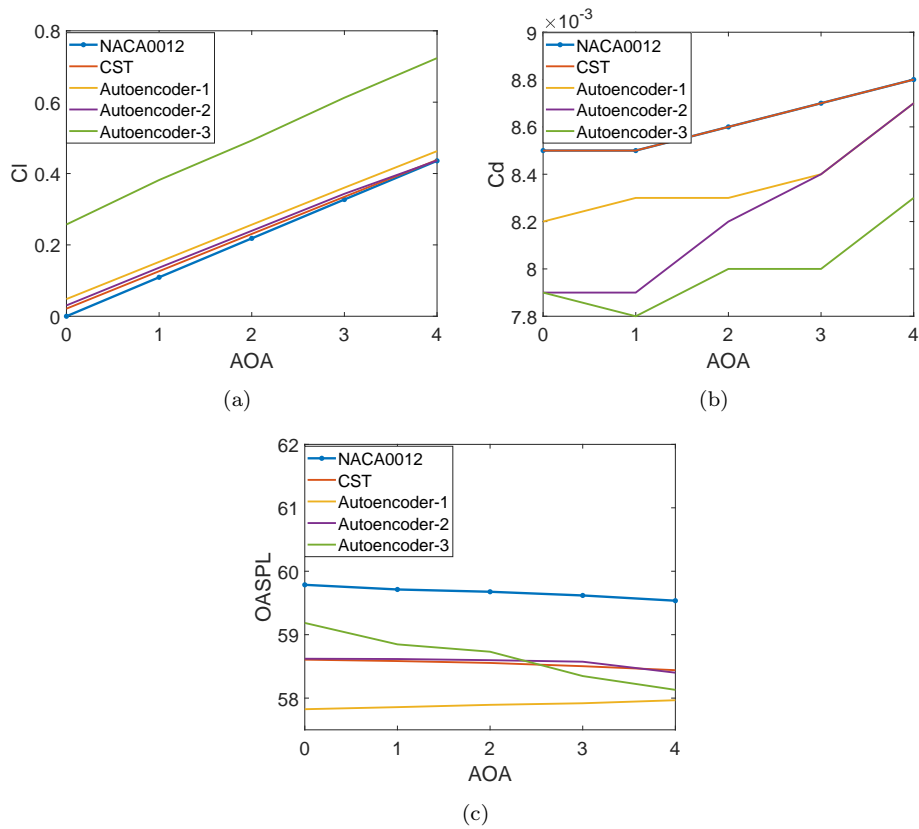 0.8
0.6
0.4
0.2
0
Cl
NACA0012
CST
Autoencoder-1
Autoencoder-2
Autoencoder-3
0 1 2 3 4
AOA
(a)
×10⁻³
9
8.8
8.6
8.4
8.2
8
7.8
Cd
NACA0012
CST
Autoencoder-1
Autoencoder-2
Autoencoder-3
0 1 2 3 4
AOA
(b)
62
61
60
59
58
OASPL
NACA0012
CST
Autoencoder-1
Autoencoder-2
Autoencoder-3
0 1 2 3 4
AOA
(c)